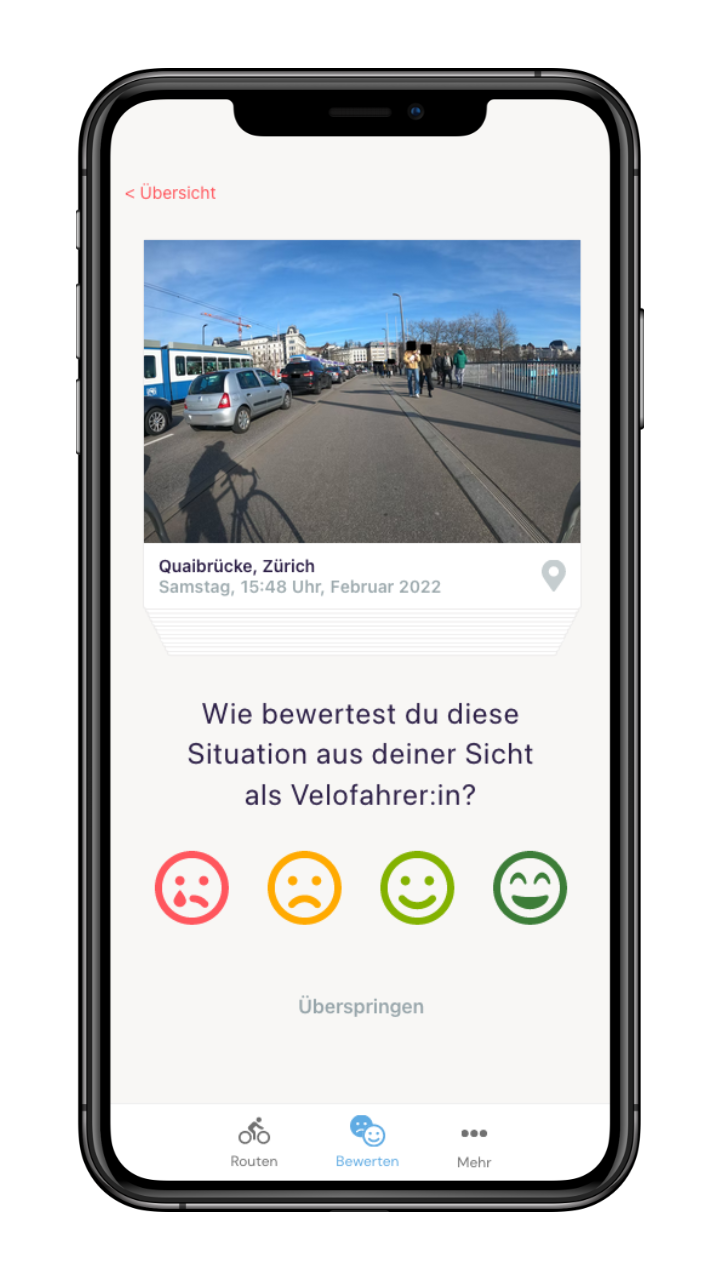 < Übersicht
Quaibrücke, Zürich
Samstag, 15:48 Uhr, Februar 2022
Wie bewertest du diese
Situation aus deiner Sicht
als Velofahrer:in?
Überspringen
Routen
Bewerten
Mehr